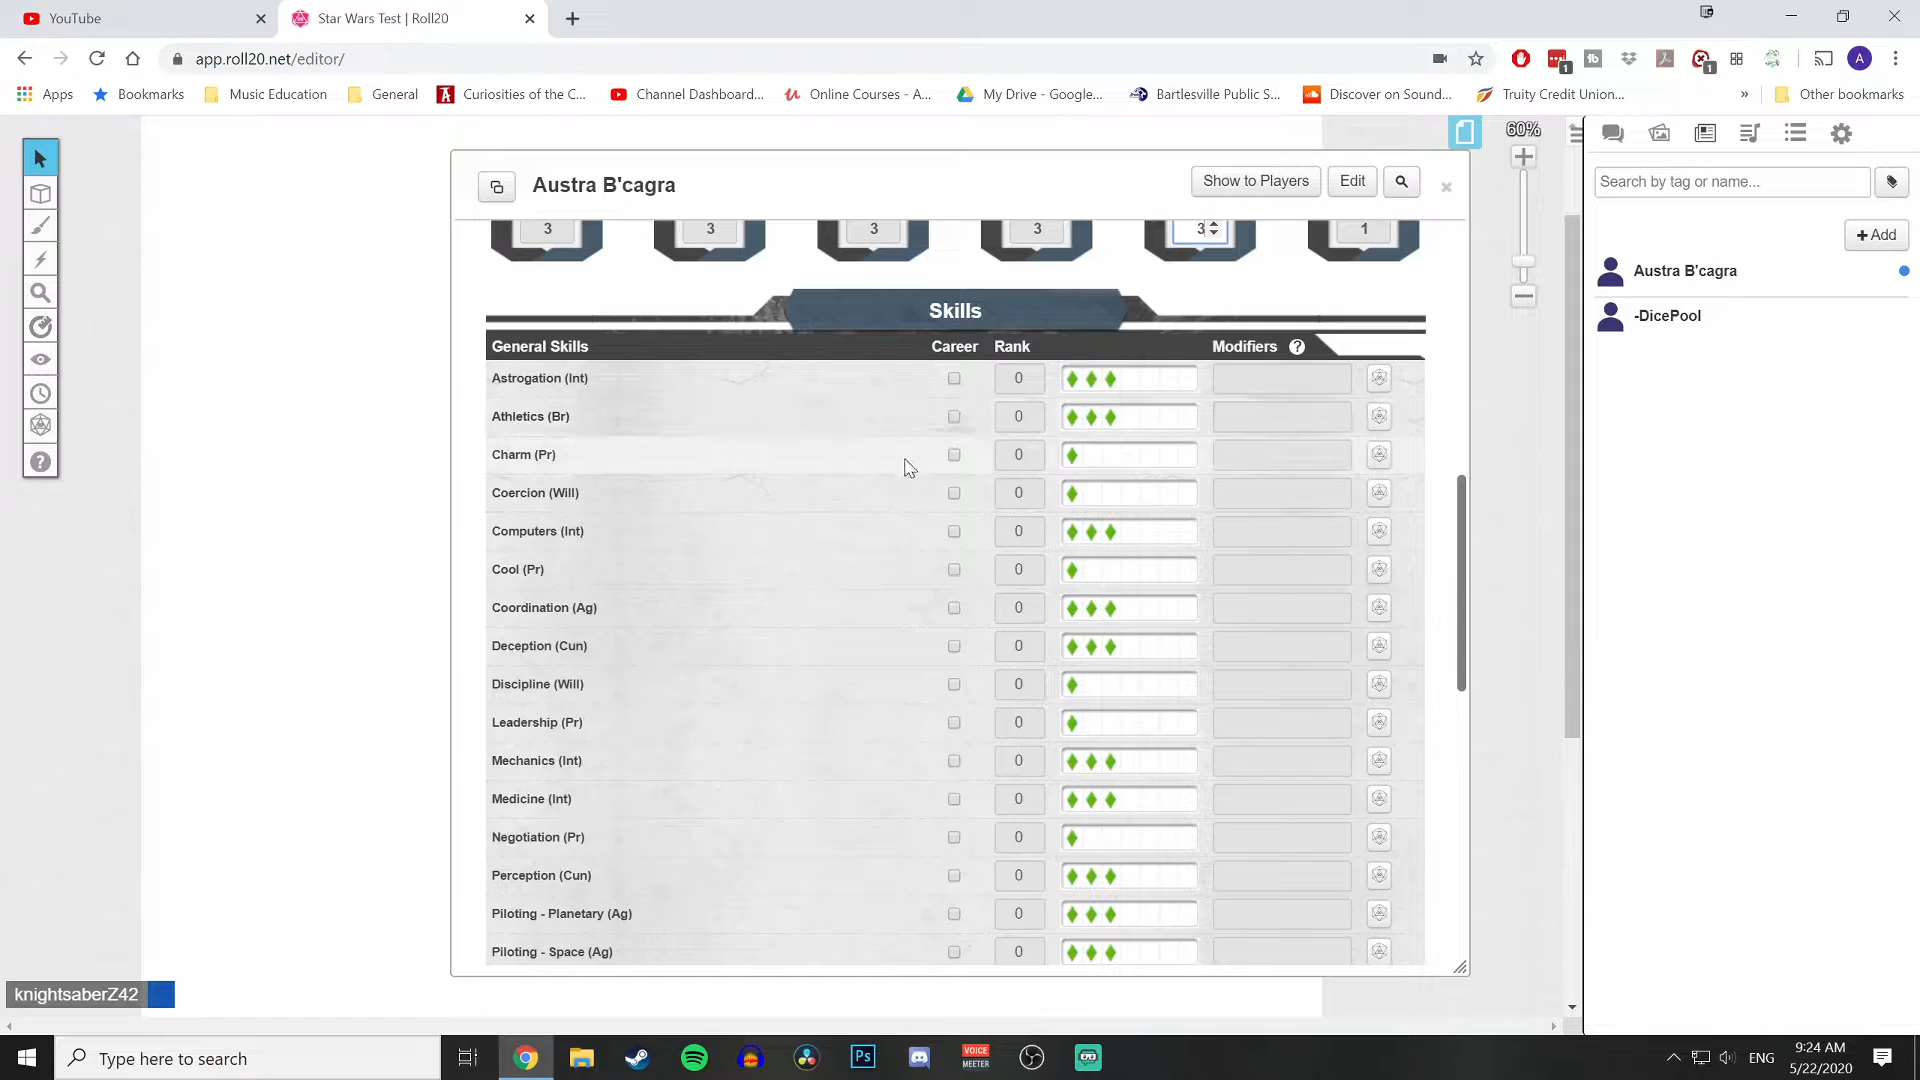 YouTube
Star Wars Test | Roll20
app.roll20.net/editor/
1
1
A
Apps
Bookmarks
Music Education
General
Curiosities of the C...
Channel Dashboard...
Online Courses - A...
My Drive - Google...
Bartlesville Public S...
Discover on Sound...
Truity Credit Union...
»
Other bookmarks
60%
Austra B'cagra
Show to Players
Edit
3
3
3
3
3
1
Skills
General Skills
Career
Rank
Modifiers
?
Astrogation (Int)
0
Athletics (Br)
0
Charm (Pr)
0
Coercion (Will)
0
Computers (Int)
0
Cool (Pr)
0
Coordination (Ag)
0
Deception (Cun)
0
Discipline (Will)
0
Leadership (Pr)
0
Mechanics (Int)
0
Medicine (Int)
0
Negotiation (Pr)
0
Perception (Cun)
0
Piloting - Planetary (Ag)
0
Piloting - Space (Ag)
0
Search by tag or name...
+ Add
Austra B'cagra
-DicePool
knightsaberZ42
Type here to search
Ps
VOICE
MEETER
ENG
9:24 AM
5/22/2020